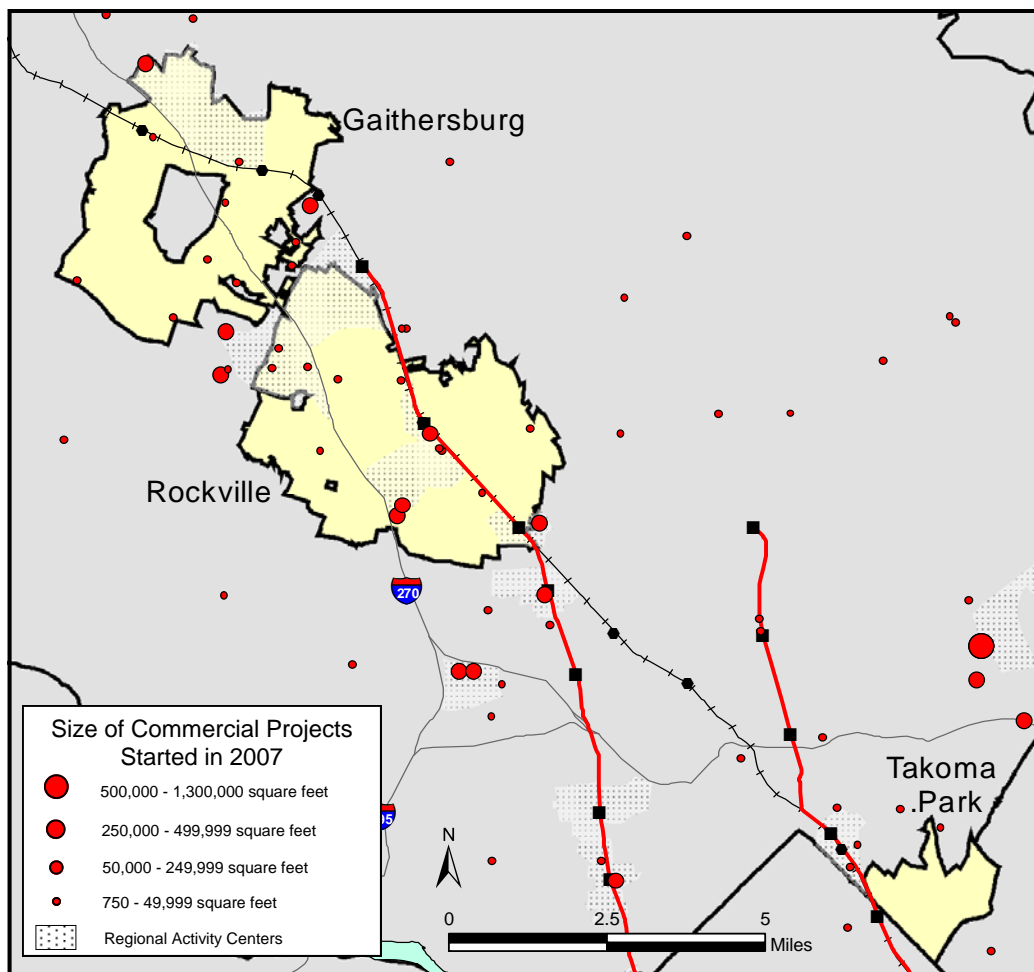 Gaithersburg
Rockville
270
Takoma
.Park
Size of Commercial Projects
Started in 2007
500,000 - 1,300,000 square feet
250,000 - 499,999 square feet
50,000 - 249,999 square feet
750 - 49,999 square feet
Regional Activity Centers
N
0 2.5 5
Miles